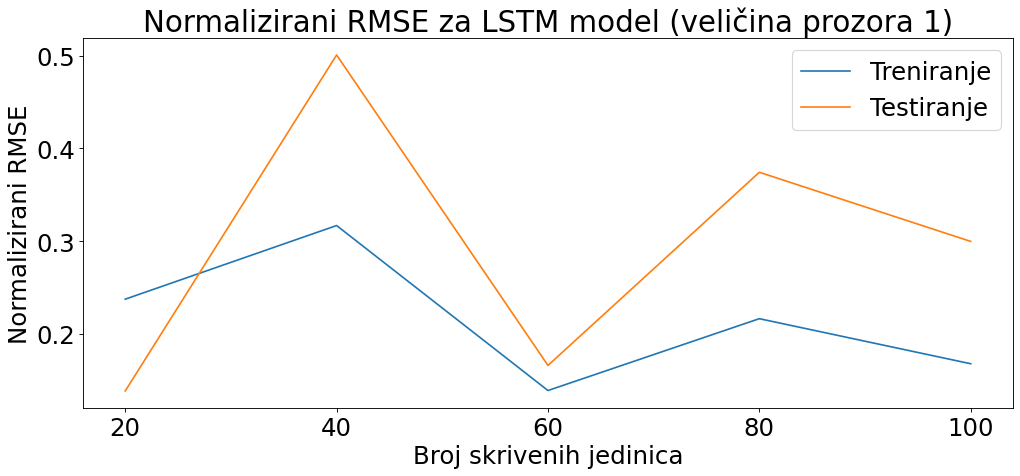 Normalizirani RMSE za LSTM model (veličina prozora 1)
Normalizirani RMSE
0.5
0.4
0.3
0.2
Treniranje
Testiranje
20 40 60 80 100
Broj skrivenih jedinica